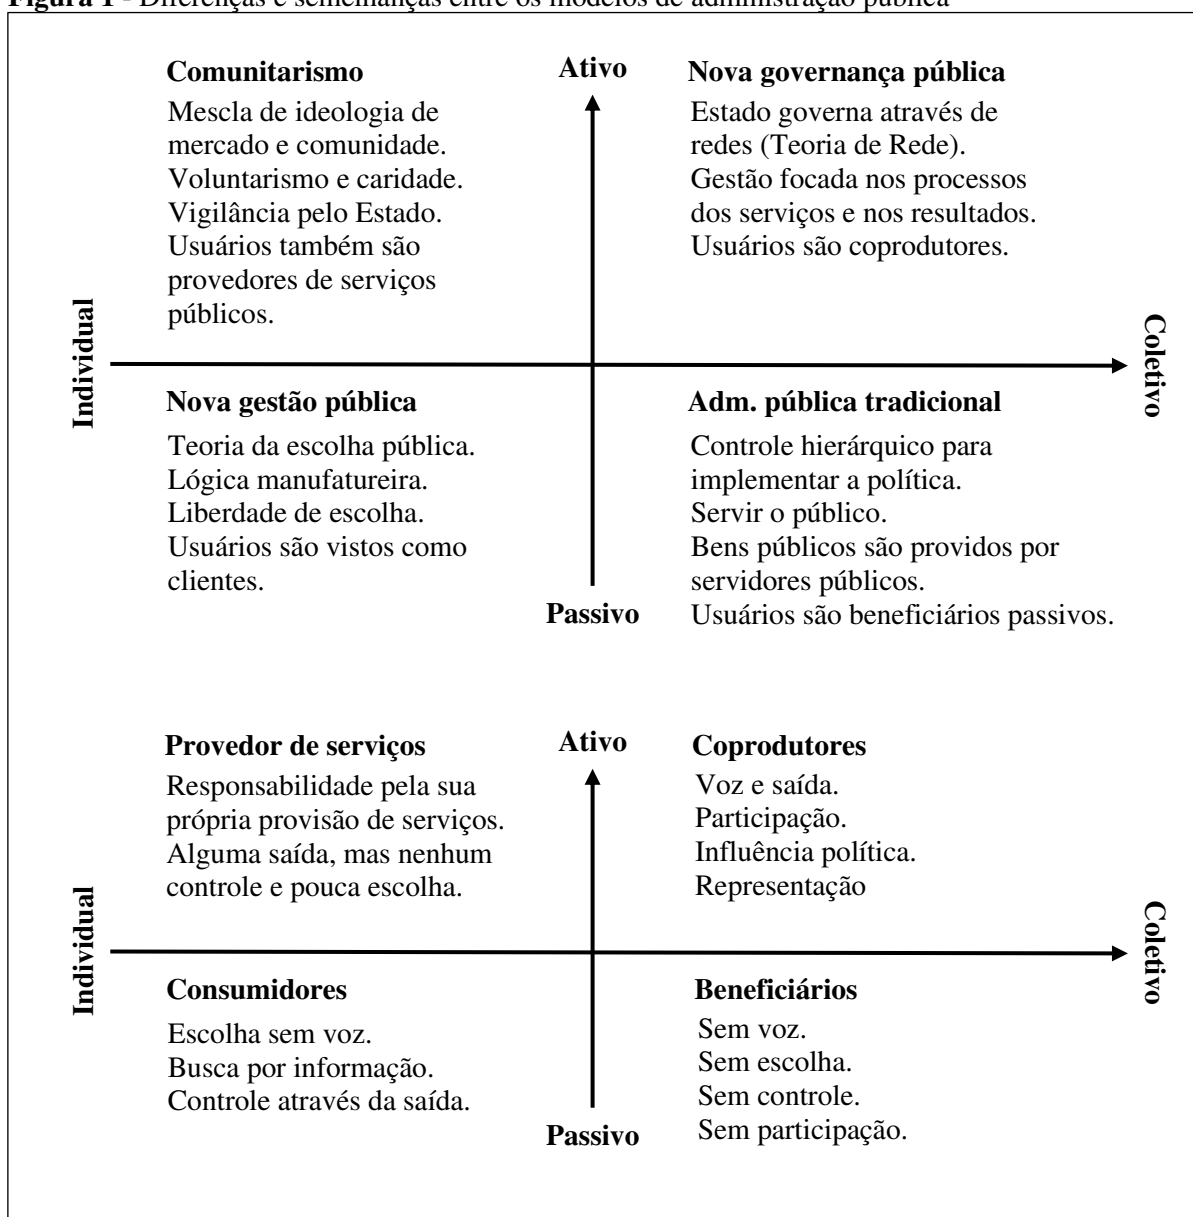 Figura 1 - Diferenças e semelhanças entre os modelos de administração pública
Comunitarismo
Mescla de ideologia de
mercado e comunidade.
Voluntarismo e caridade.
Vigilância pelo Estado.
Usuários também são
provedores de serviços
públicos.
Ativo
Nova governança pública
Estado governa através de
redes (Teoria de Rede).
Gestão focada nos processos
dos serviços e nos resultados.
Usuários são coprodutores.
Individual
Coletivo
Nova gestão pública
Teoria da escolha pública.
Lógica manufatureira.
Liberdade de escolha.
Usuários são vistos como
clientes.
Passivo
Adm. pública tradicional
Controle hierárquico para
implementar a política.
Servir o público.
Bens públicos são providos por
servidores públicos.
Usuários são beneficiários passivos.
Provedor de serviços
Responsabilidade pela sua
própria provisão de serviços.
Alguma saída, mas nenhum
controle e pouca escolha.
Ativo
Coprodutores
Voz e saída.
Participação.
Influência política.
Representação
Individual
Coletivo
Consumidores
Escolha sem voz.
Busca por informação.
Controle através da saída.
Passivo
Beneficiários
Sem voz.
Sem escolha.
Sem controle.
Sem participação.